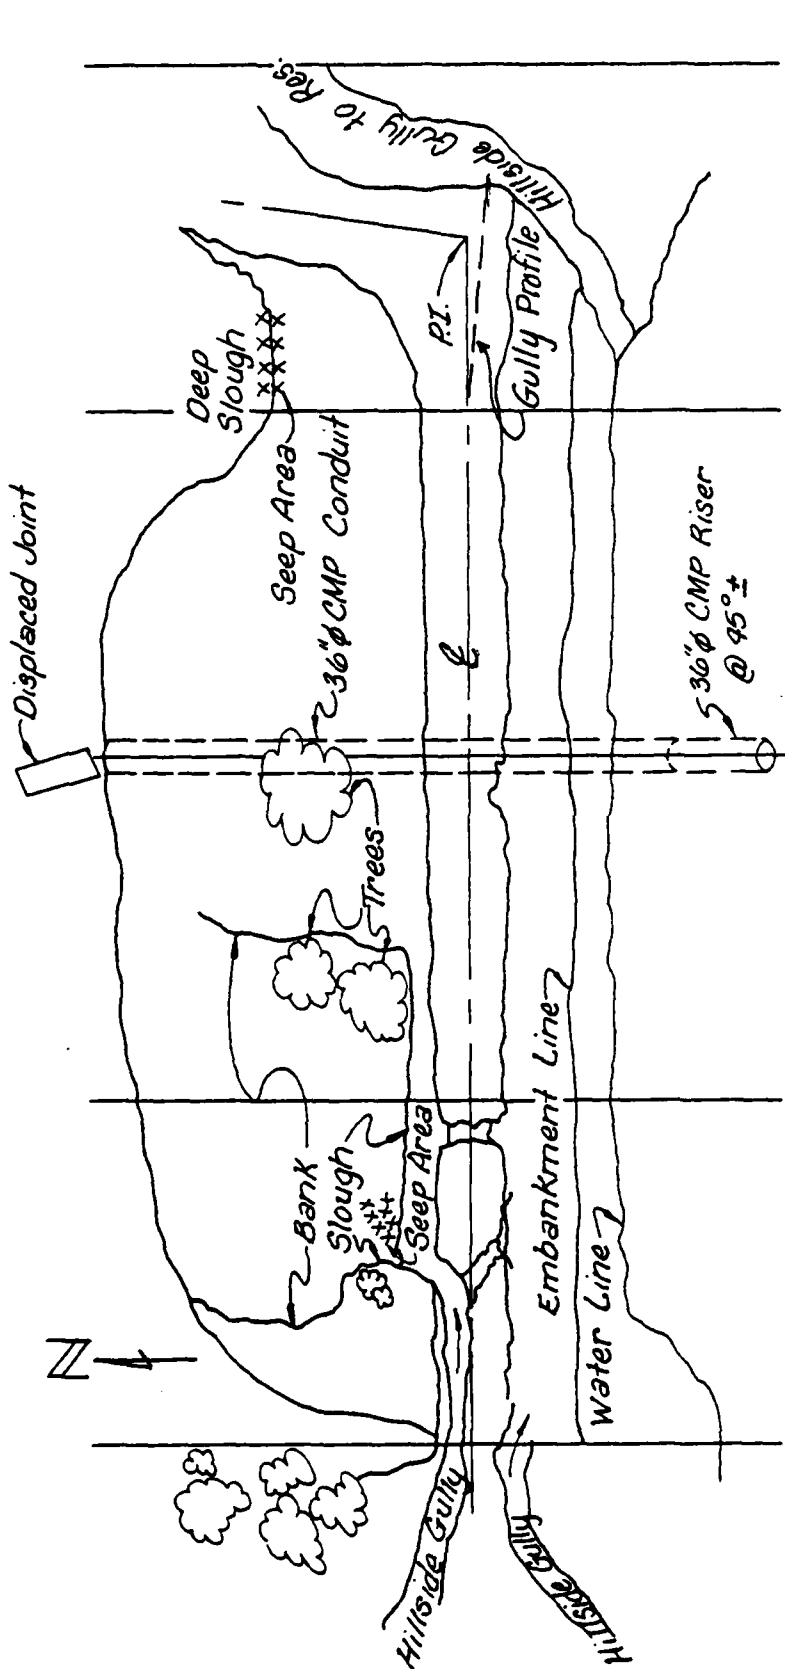 Displaced Joint
Deep
Slough
Seep Area
36"ϕ CMP Conduit
Trees
Bank
Slough
Seep Area
N
Hillside Gully to Res.
P.I.
Gully Profile
℄
36"ϕ CMP Riser
@ 45° ±
Embankment Line
Water Line
Hillside Gully
Hillside Gully